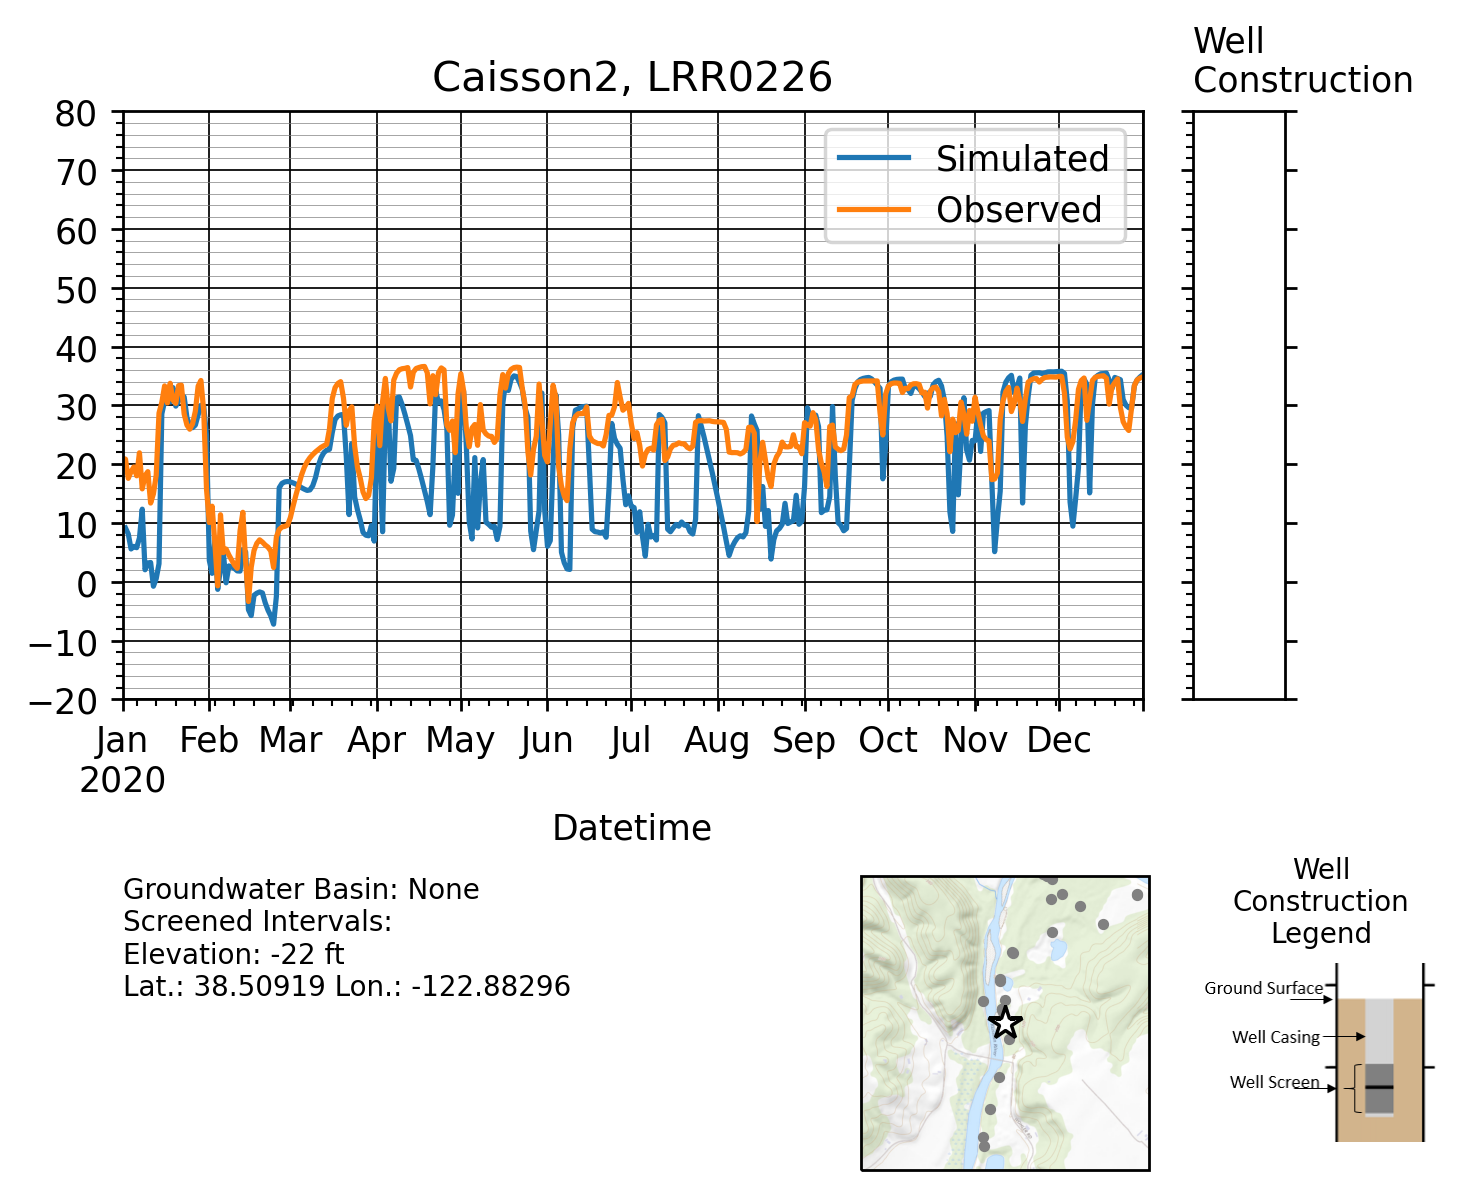 Well
Construction
Caisson2, LRR0226
80
70
60
50
40
30
20
10
0
−10
−20
Simulated
Observed
Jan Feb Mar Apr May Jun Jul Aug Sep Oct Nov Dec
2020
Datetime
Groundwater Basin: None
Screened Intervals:
Elevation: -22 ft
Lat.: 38.50919 Lon.: -122.88296
Well
Construction
Legend
Ground Surface
Well Casing
Well Screen